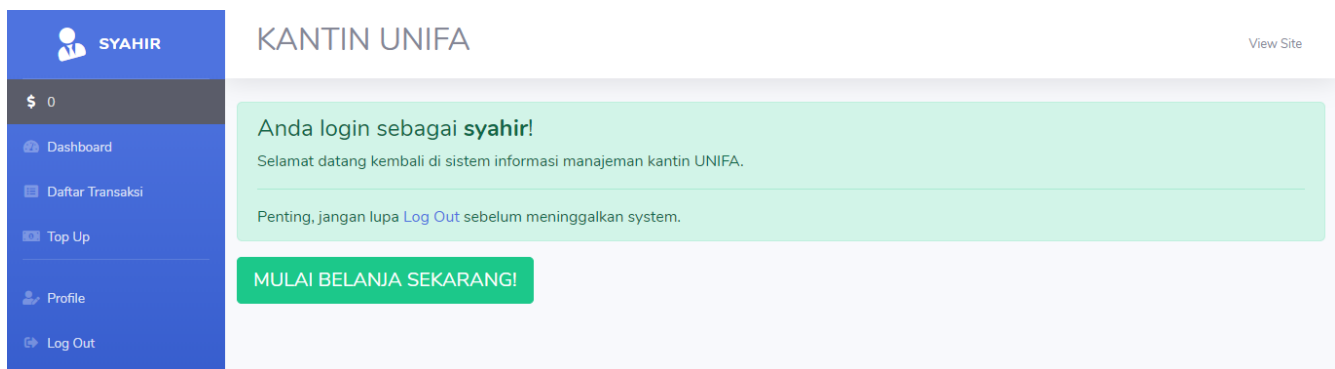 SYAHIR
$ 0
Dashboard
Daftar Transaksi
Top Up
Profile
Log Out
KANTIN UNIFA
View Site
Anda login sebagai syahir!
Selamat datang kembali di sistem informasi manajeman kantin UNIFA.
Penting, jangan lupa Log Out sebelum meninggalkan system.
MULAI BELANJA SEKARANG!